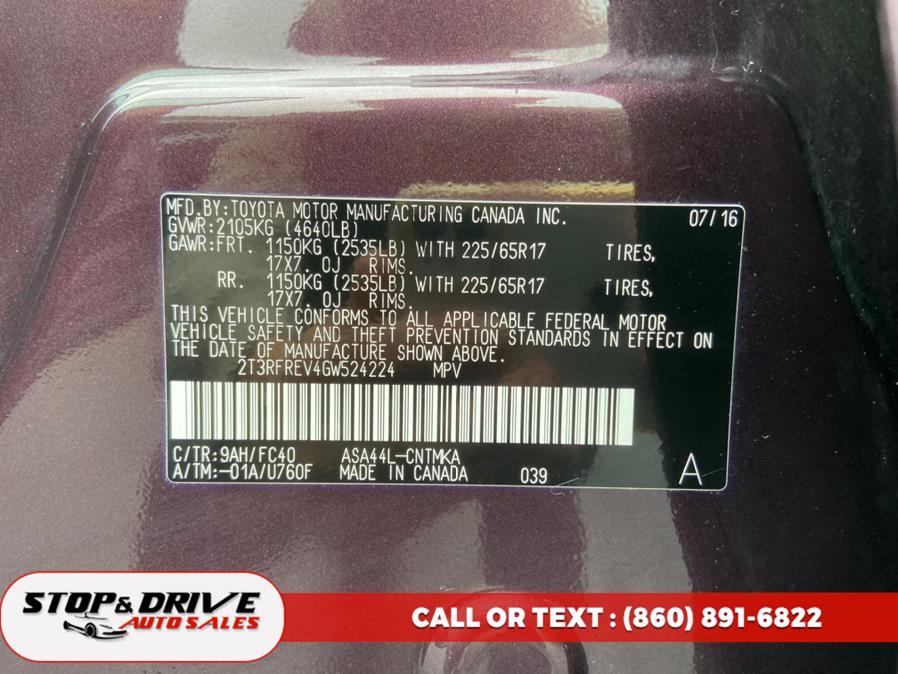 MFD.BY:TOYOTA MOTOR MANUFACTURING CANADA INC. 07/16
GVWR:2105KG (4640LB)
GAWR:FRT. 1150KG (2535LB) WITH 225/65R17 TIRES,
17X7. 0J RIMS.
RR. 1150KG (2535LB) WITH 225/65R17 TIRES,
17X7. 0J RIMS.
THIS VEHICLE CONFORMS TO ALL APPLICABLE FEDERAL MOTOR
VEHICLE SAFETY AND THEFT PREVENTION STANDARDS IN EFFECT ON
THE DATE OF MANUFACTURE SHOWN ABOVE.
2T3RFREV4GW524224 MPV
C/TR:9AH/FC40 ASA44L-CNTMKA
A/TM:-01A/U760F MADE IN CANADA 039 A
STOP & DRIVE
AUTO SALES
CALL OR TEXT : (860) 891-6822